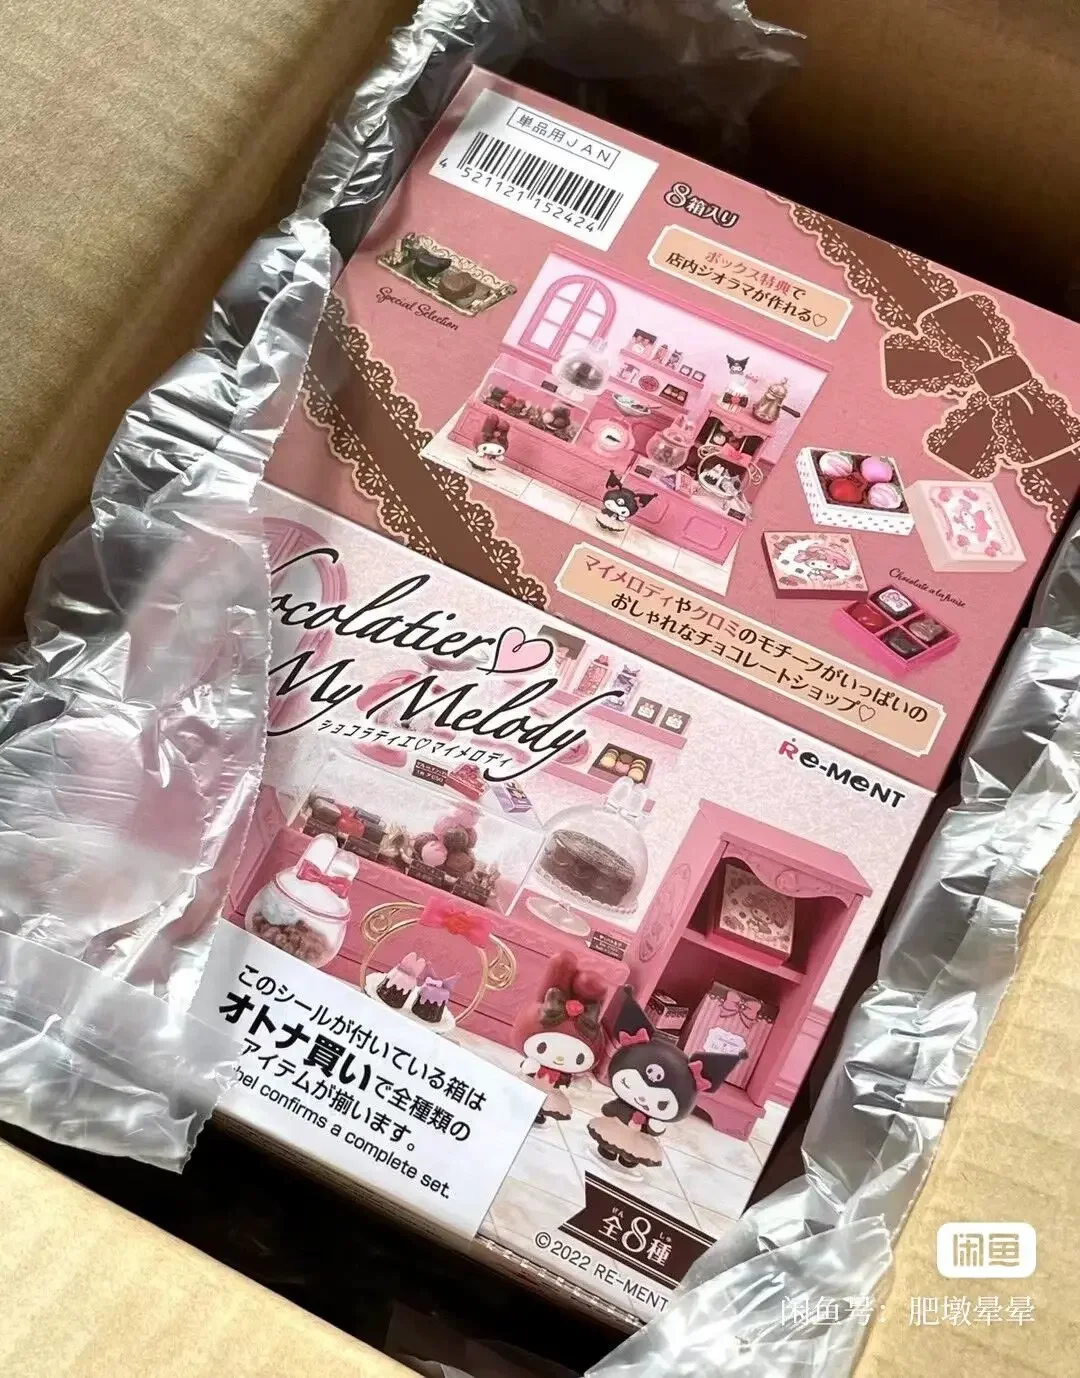 単品用JAN
4 521121 152424
8箱入り
ボックス特典で
店内ジオラマが作れる♡
Special Selection
Chocolate a la fraise
マイメロディやクロミのモチーフがいっぱいの
おしゃれなチョコレートショップ♡
ocolatier
My Melody
ショコラティエ♡マイメロディ
Re-MeNT
このシールが付いている箱は
オトナ買いで全種類の
アイテムが揃います。
bel confirms a complete set.
ぜん しゅ
全8種
©2022 RE-MENT
闲鱼
闲鱼号：肥墩晕晕